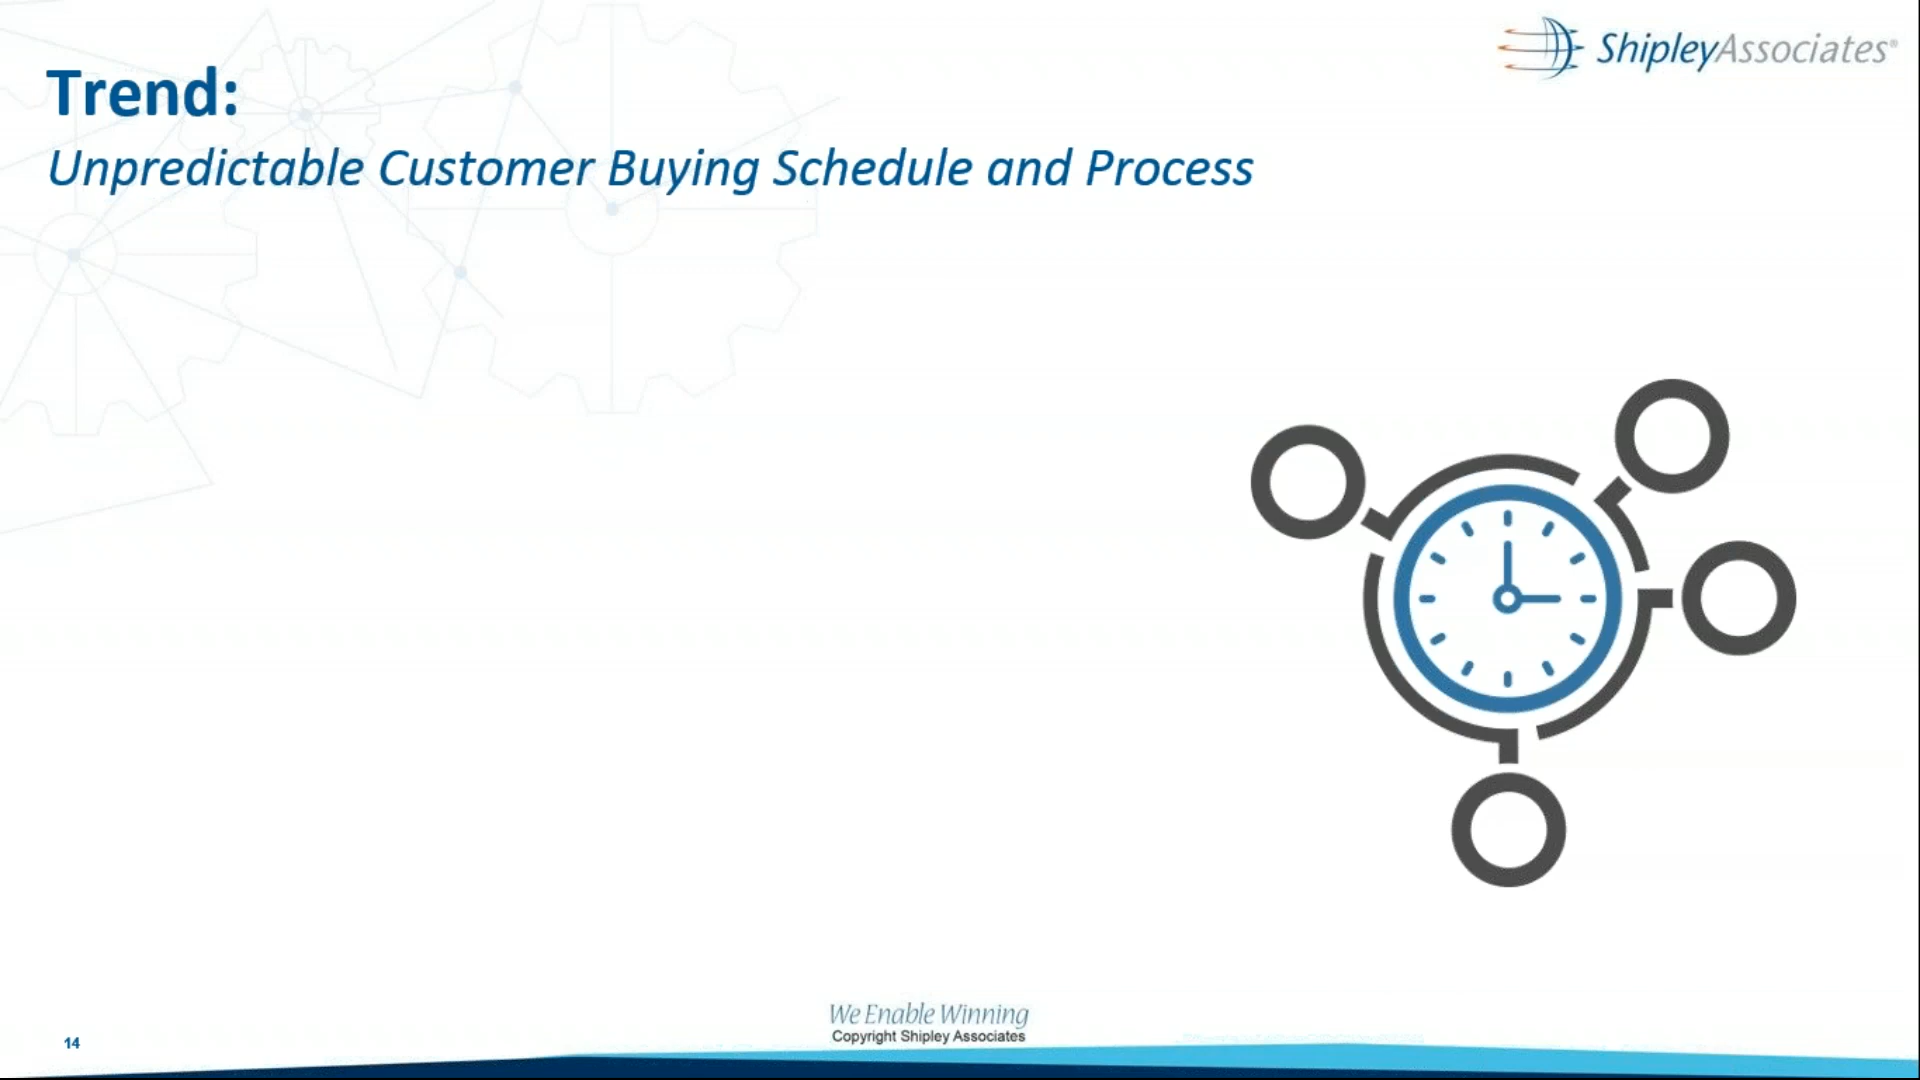 ShipleyAssociates®
Trend:
Unpredictable Customer Buying Schedule and Process
We Enable Winning
Copyright Shipley Associates
14